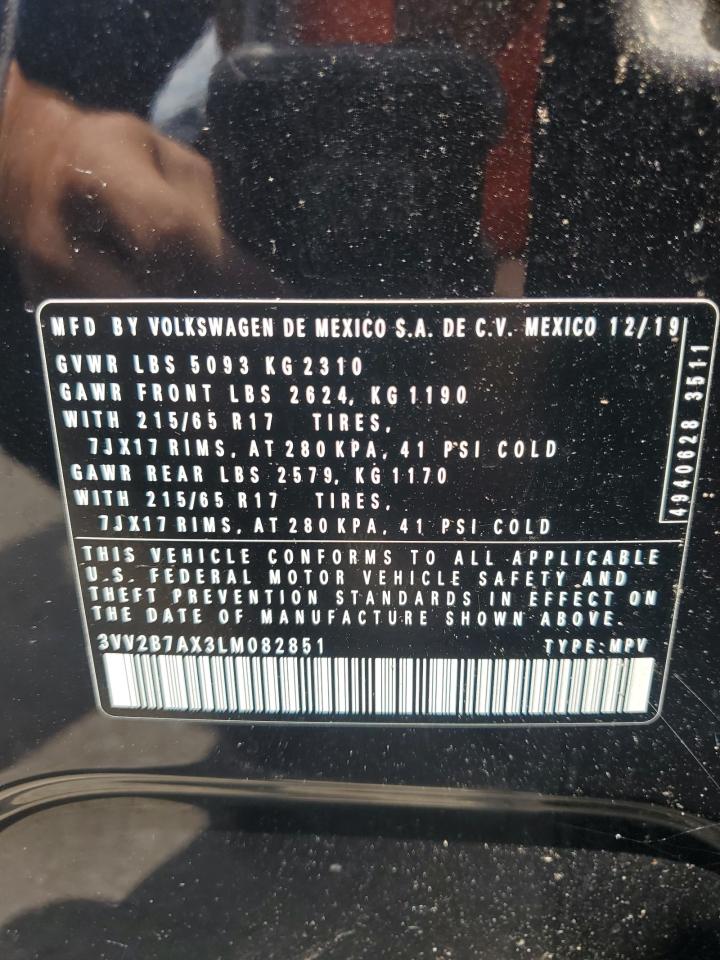 MFD BY VOLKSWAGEN DE MEXICO S.A. DE C.V. MEXICO 12/19
GVWR LBS 5093 KG 2310
GAWR FRONT LBS 2624, KG 1190
WITH 215/65 R17 TIRES,
7JX17 RIMS, AT 280 KPA, 41 PSI COLD
GAWR REAR LBS 2579, KG 1170
WITH 215/65 R17 TIRES,
7JX17 RIMS, AT 280 KPA, 41 PSI COLD
4940628 3511
THIS VEHICLE CONFORMS TO ALL APPLICABLE
U.S. FEDERAL MOTOR VEHICLE SAFETY AND
THEFT PREVENTION STANDARDS IN EFFECT ON
THE DATE OF MANUFACTURE SHOWN ABOVE.
3VV2B7AX3LM082851 TYPE: MPV